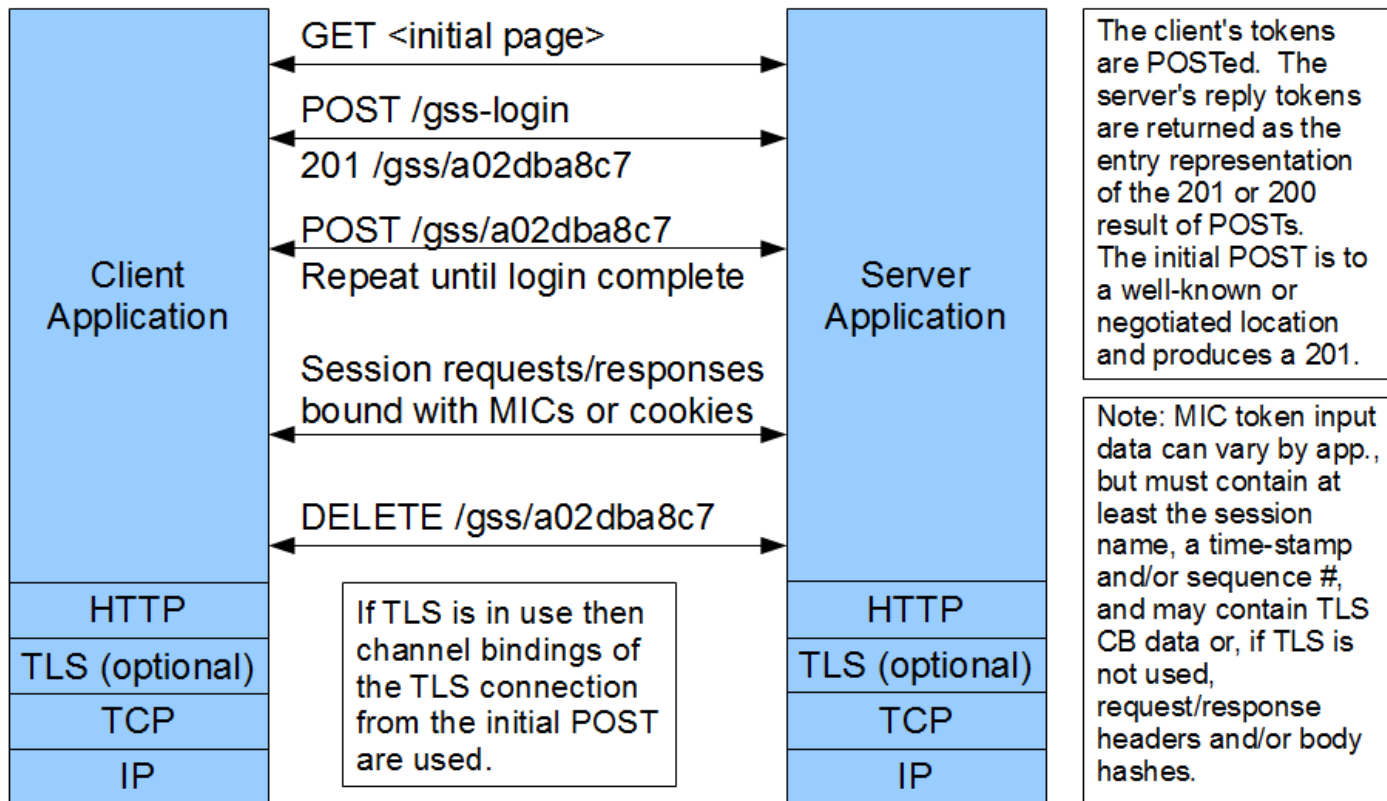 GET <initial page>
POST /gss-login
201 /gss/a02dba8c7
POST /gss/a02dba8c7
Repeat until login complete
Session requests/responses
bound with MICs or cookies
DELETE /gss/a02dba8c7
Client
Application
HTTP
TLS (optional)
TCP
IP
If TLS is in use then
channel bindings of
the TLS connection
from the initial POST
are used.
Server
Application
HTTP
TLS (optional)
TCP
IP
The client's tokens
are POSTed.  The
server's reply tokens
are returned as the
entry representation
of the 201 or 200
result of POSTs.
The initial POST is to
a well-known or
negotiated location
and produces a 201.
Note: MIC token input
data can vary by app.,
but must contain at
least the session
name, a time-stamp
and/or sequence #,
and may contain TLS
CB data or, if TLS is
not used,
request/response
headers and/or body
hashes.